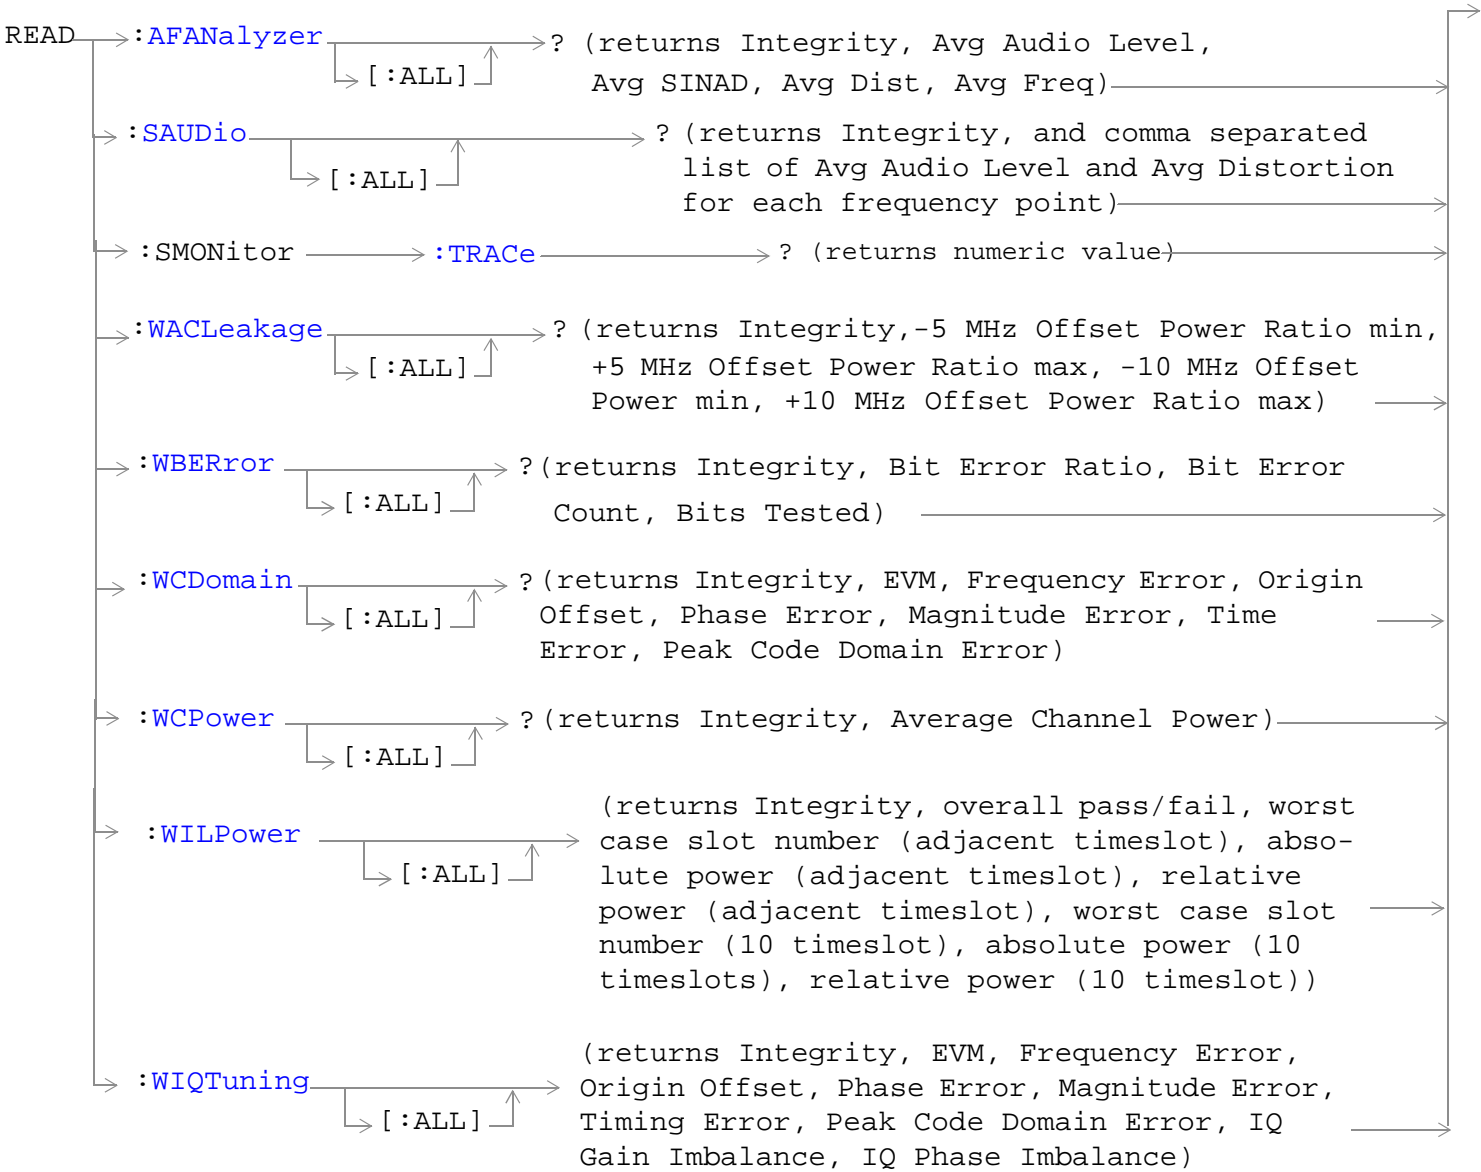 READ :AFANalyzer ? (returns Integrity, Avg Audio Level,
[:ALL] Avg SINAD, Avg Dist, Avg Freq)
:SAUDio ? (returns Integrity, and comma separated
[:ALL] list of Avg Audio Level and Avg Distortion
for each frequency point)
:SMONitor :TRACe ? (returns numeric value)
:WACLeakage ? (returns Integrity,-5 MHz Offset Power Ratio min,
[:ALL] +5 MHz Offset Power Ratio max, -10 MHz Offset
Power min, +10 MHz Offset Power Ratio max)
:WBERror ? (returns Integrity, Bit Error Ratio, Bit Error
[:ALL] Count, Bits Tested)
:WCDomain ? (returns Integrity, EVM, Frequency Error, Origin
[:ALL] Offset, Phase Error, Magnitude Error, Time
Error, Peak Code Domain Error)
:WCPower ? (returns Integrity, Average Channel Power)
[:ALL]
(returns Integrity, overall pass/fail, worst
:WILPower case slot number (adjacent timeslot), abso-
[:ALL] lute power (adjacent timeslot), relative
power (adjacent timeslot), worst case slot
number (10 timeslot), absolute power (10
timeslots), relative power (10 timeslot))
(returns Integrity, EVM, Frequency Error,
:WIQTuning Origin Offset, Phase Error, Magnitude Error,
[:ALL] Timing Error, Peak Code Domain Error, IQ
Gain Imbalance, IQ Phase Imbalance)